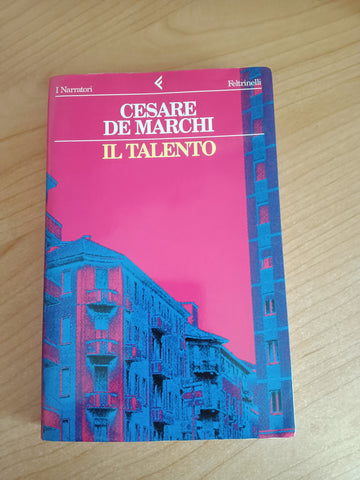 I Narratori Feltrinelli
CESARE
DE MARCHI
IL TALENTO